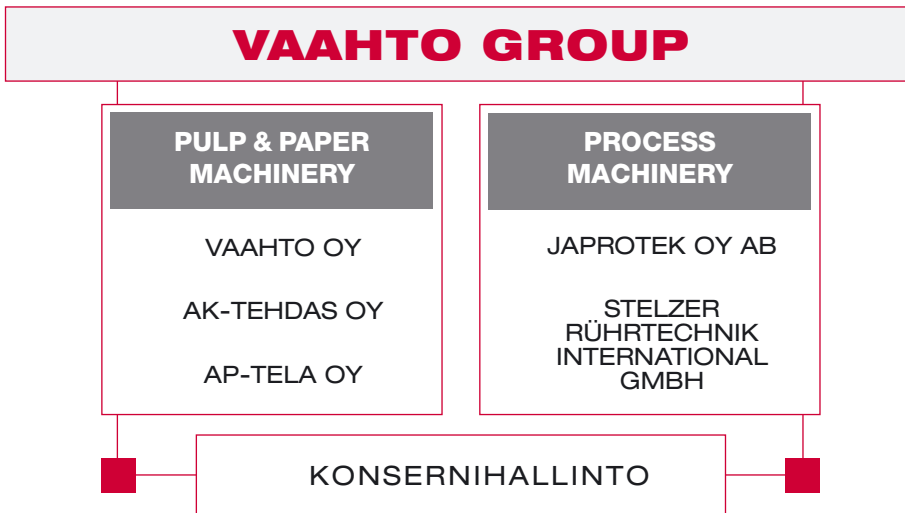 VAAHTO GROUP
PULP & PAPER
MACHINERY
VAAHTO OY
AK-TEHDAS OY
AP-TELA OY
PROCESS
MACHINERY
JAPROTEK OY AB
STELZER
RÜHRTECHNIK
INTERNATIONAL
GMBH
KONSERNIHALLINTO